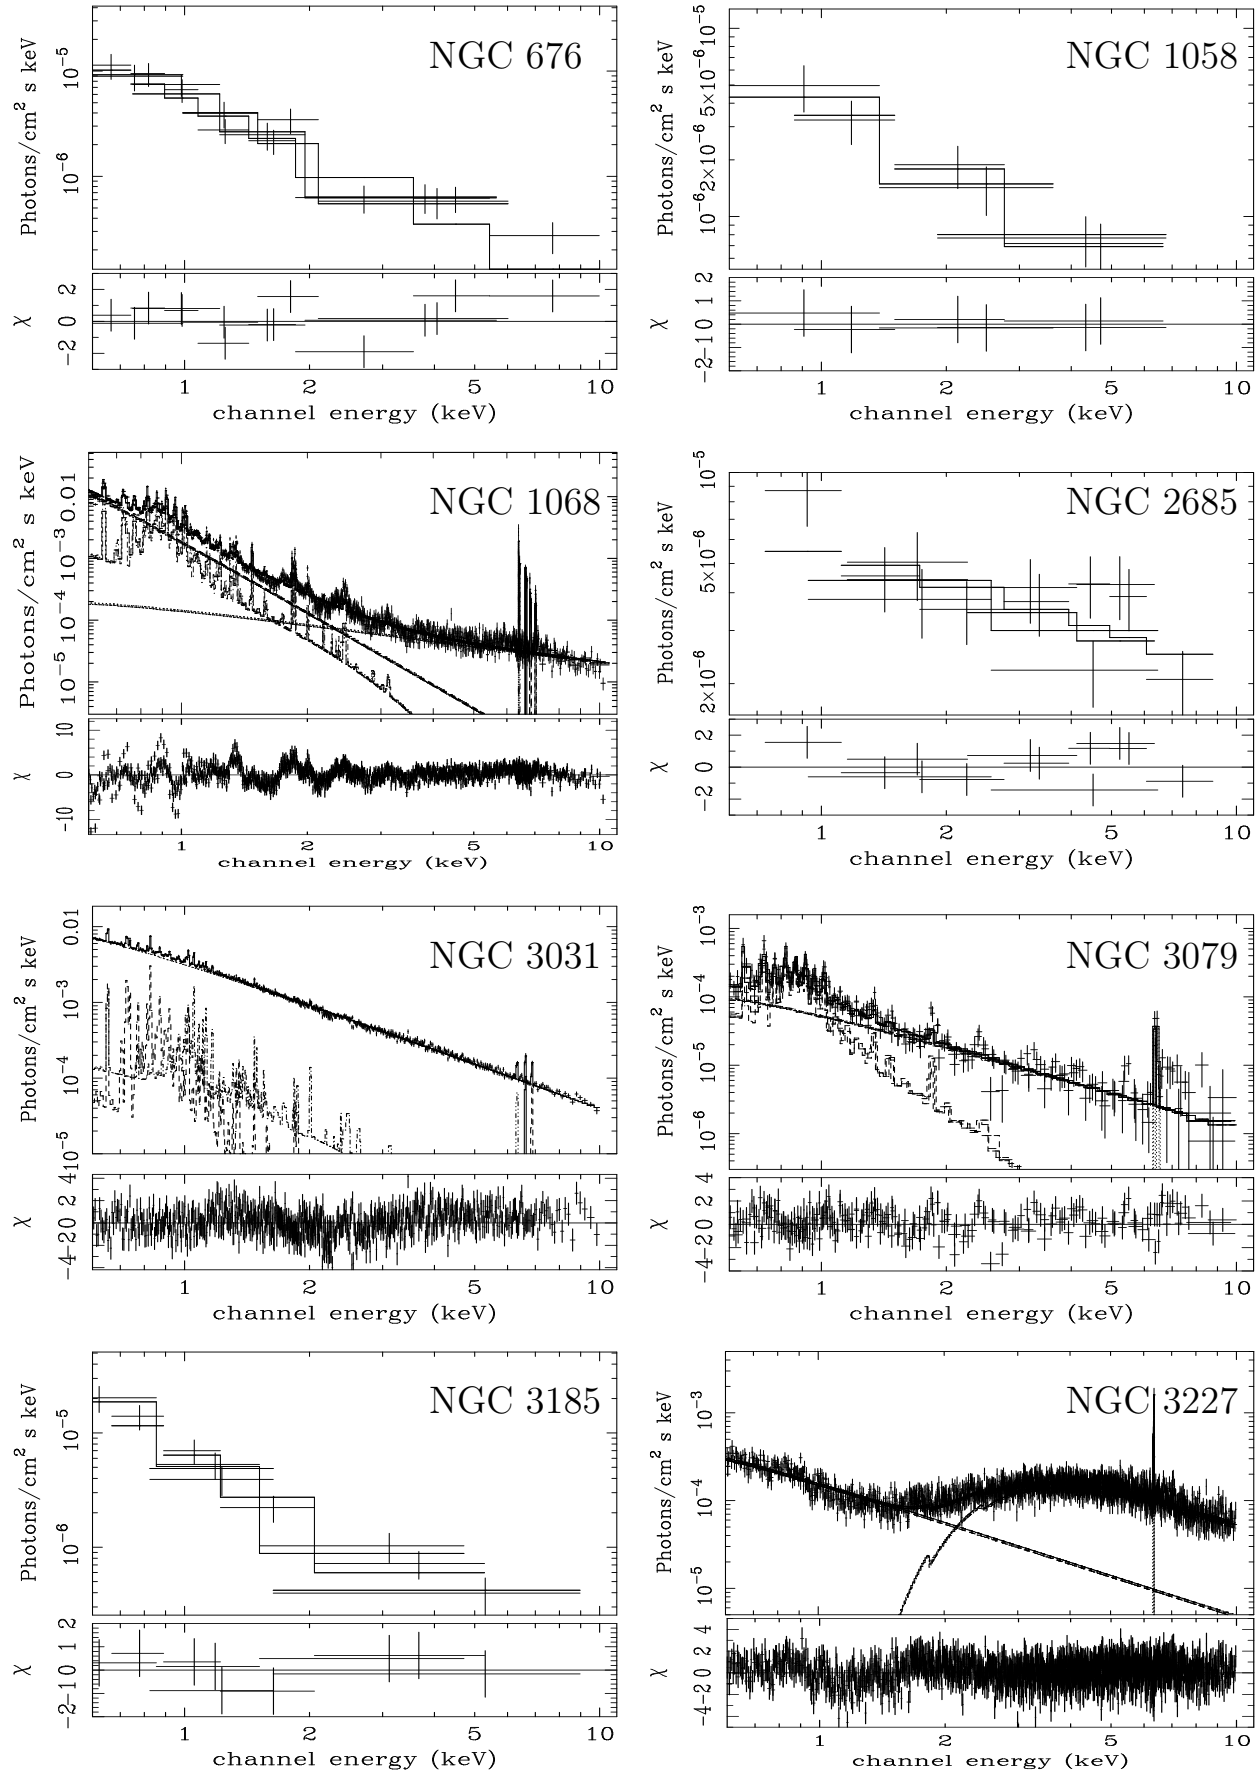 NGC 676
Photons/cm² s keV
10⁻⁵
10⁻⁶
χ
2
0
−2
1 2 5 10
channel energy (keV)
NGC 1058
Photons/cm² s keV
10⁻⁵
5×10⁻⁶
2×10⁻⁶
10⁻⁶
χ
2
1
0
−1
−2
1 2 5 10
channel energy (keV)
NGC 1068
Photons/cm² s keV
0.01
10⁻³
10⁻⁴
10⁻⁵
χ
10
0
−10
1 2 5 10
channel energy (keV)
NGC 2685
Photons/cm² s keV
10⁻⁵
5×10⁻⁶
2×10⁻⁶
χ
2
0
−2
1 2 5 10
channel energy (keV)
NGC 3031
Photons/cm² s keV
0.01
10⁻³
10⁻⁴
10⁻⁵
χ
4
2
0
−2
−4
1 2 5 10
channel energy (keV)
NGC 3079
Photons/cm² s keV
10⁻³
10⁻⁴
10⁻⁵
10⁻⁶
χ
4
2
0
−2
−4
1 2 5 10
channel energy (keV)
NGC 3185
Photons/cm² s keV
10⁻⁵
10⁻⁶
χ
2
1
0
−1
−2
1 2 5 10
channel energy (keV)
NGC 3227
Photons/cm² s keV
10⁻³
10⁻⁴
10⁻⁵
χ
4
2
0
−2
−4
1 2 5 10
channel energy (keV)